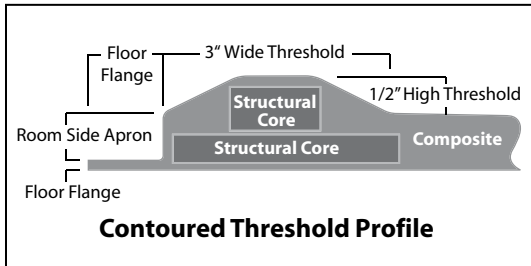 Floor
Flange
3“ Wide Threshold
1/2” High Threshold
Structural
Core
Room Side Apron
Structural Core
Composite
Floor Flange
Contoured Threshold Profile